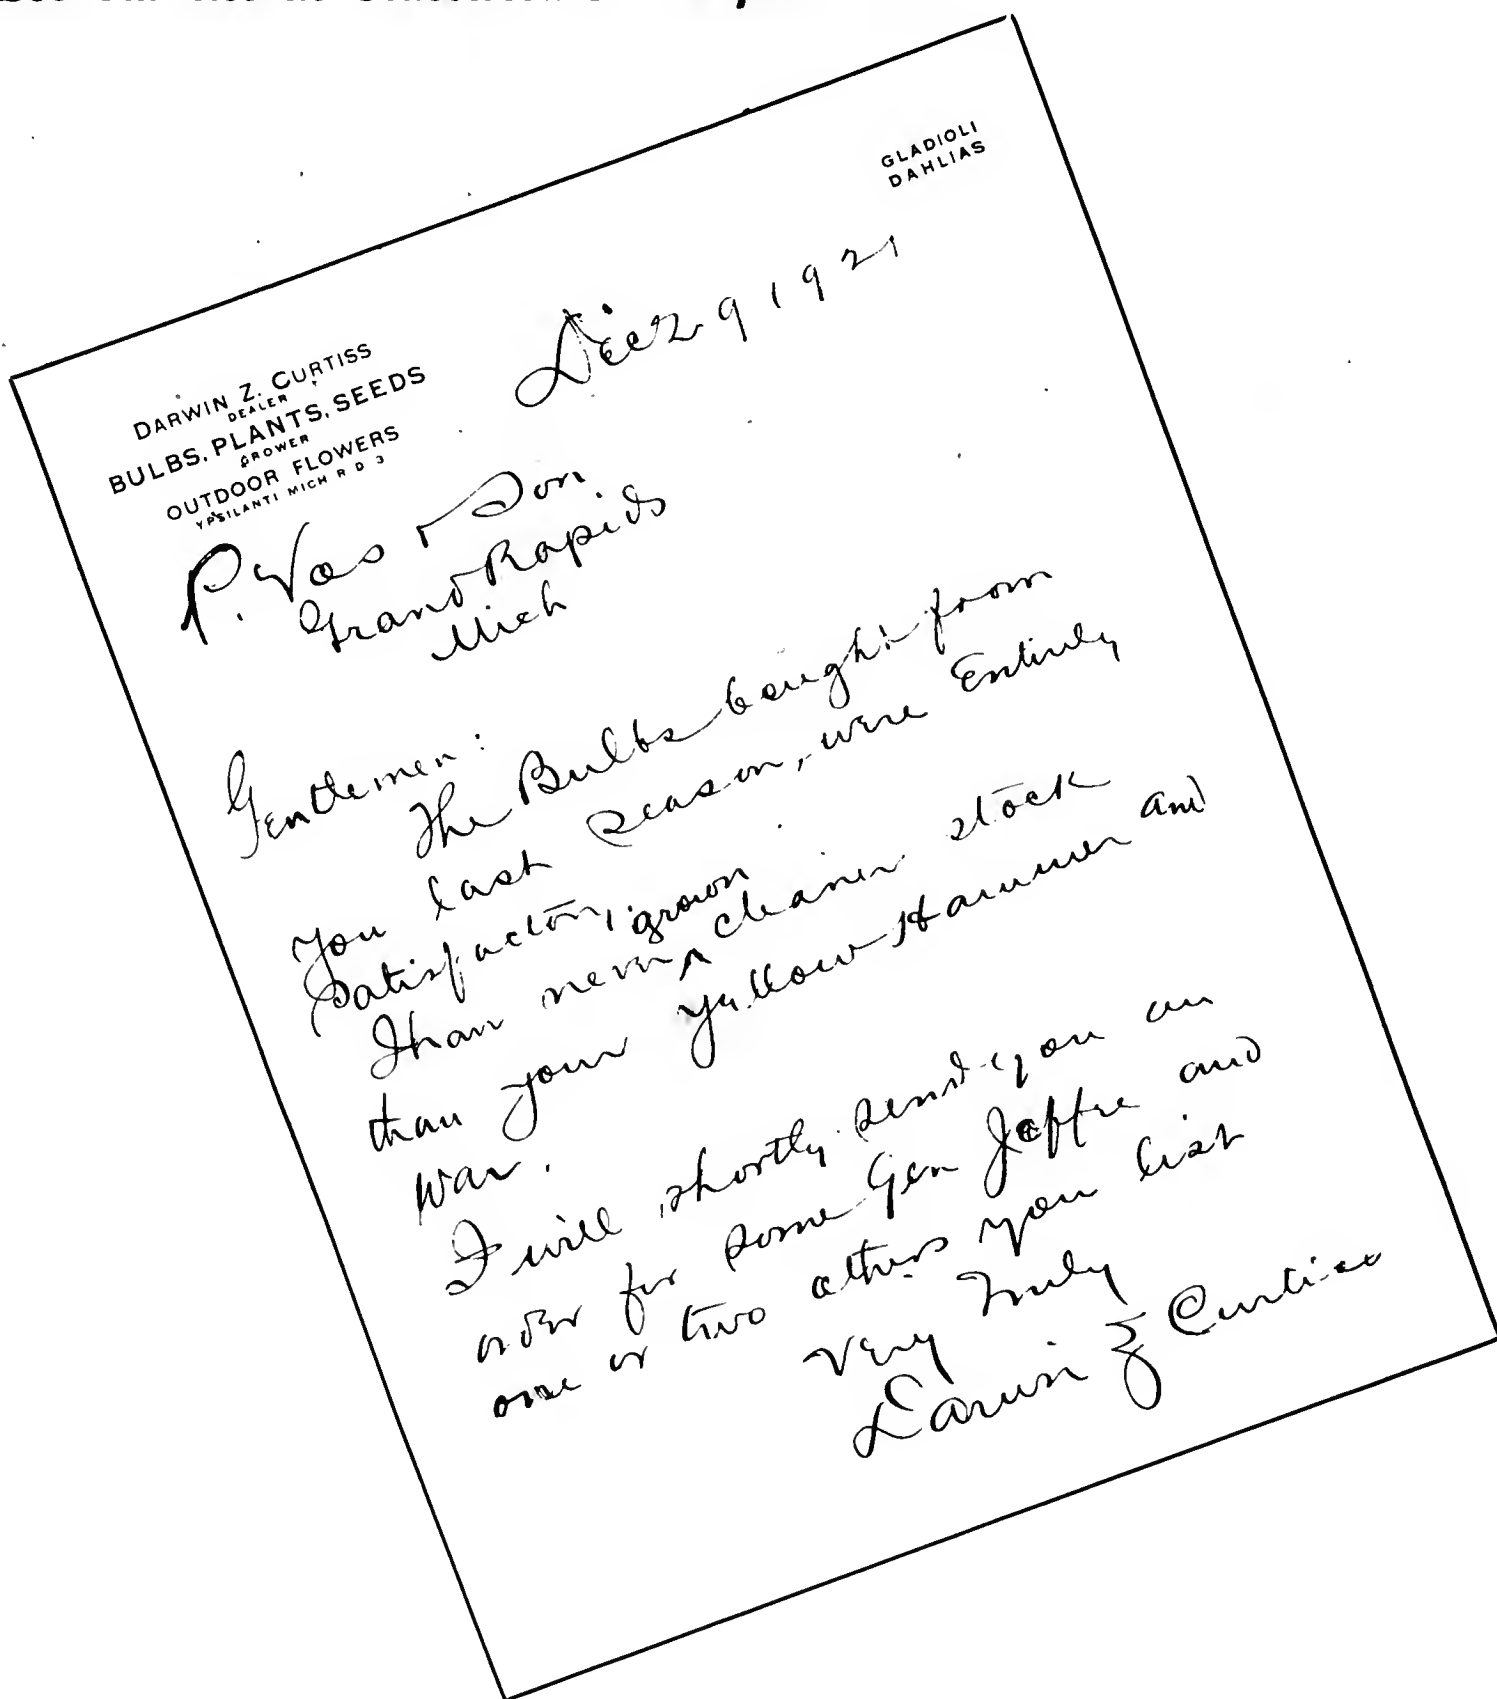 GLADIOLI
DAHLIAS
DARWIN Z. CURTISS
DEALER
BULBS, PLANTS, SEEDS
GROWER
OUTDOOR FLOWERS
YPSILANTI MICH R D 3
Dec 29 1921
P. Vos & Son
Grand Rapids
Mich
Gentlemen:
The Bulbs bought from
you last season, were Entirely
Satisfactory.
I have never grown cleaner stock
than your Yellow Hammer and
War.
I will shortly send you an
order for some Gen Joffre and
one or two others you list
Very Truly
Darwin Z Curtiss